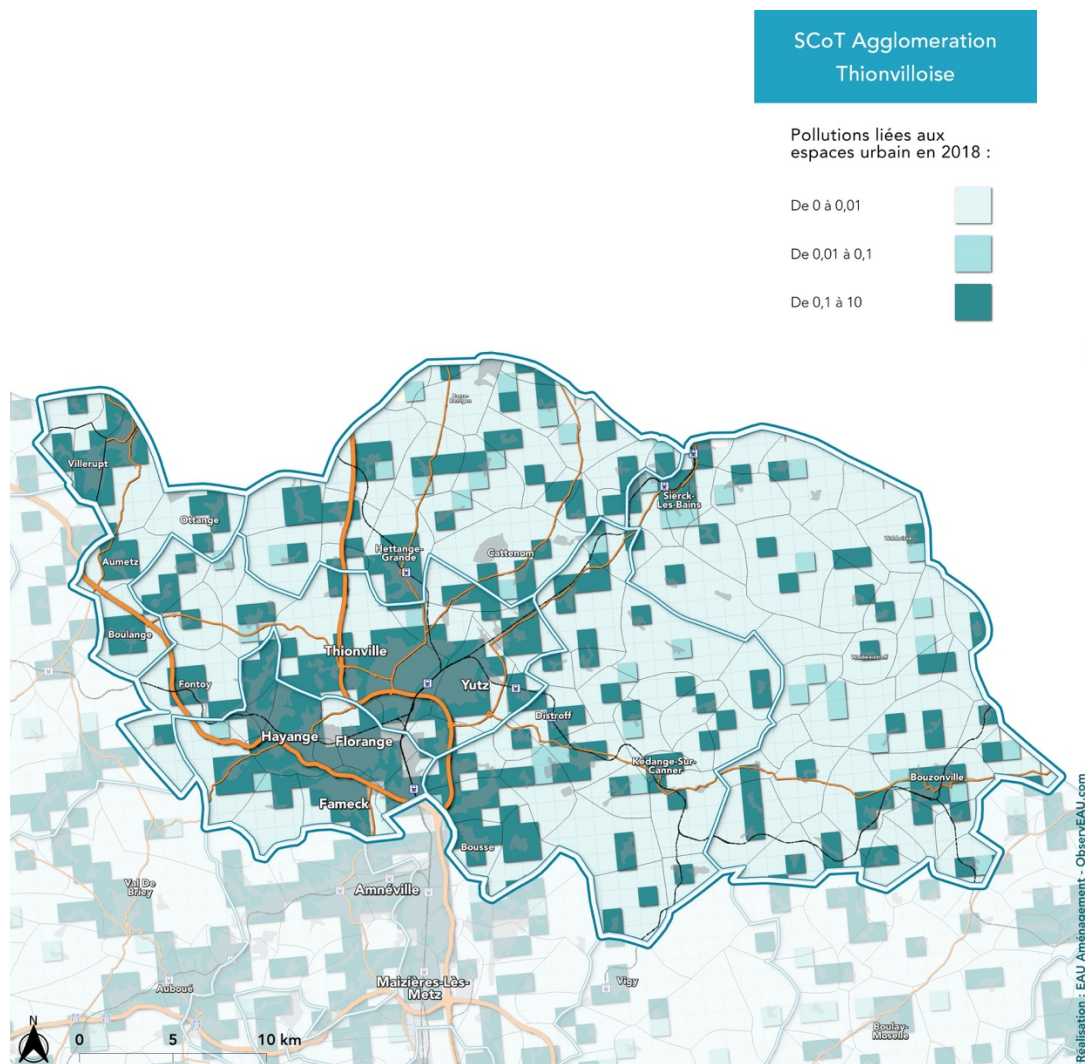 SCoT Agglomeration
Thionvilloise
Pollutions liées aux
espaces urbain en 2018 :
De 0 à 0,01
De 0,01 à 0,1
De 0,1 à 10
Villerupt
Ottange
Aumetz
Hettange-
Grande
Cattenom
Sierck-
Les-Bains
Boulange
Thionville
Fontoy
Yutz
Distroff
Hayange
Florange
Kédange-Sur-
Canner
Bouzonville
Fameck
Bousse
Val De
Briey
Amnéville
Maizières-Lès-
Metz
Vigy
Auboué
Boulay-
Moselle
N
0 5 10 km
Réalisation : EAU Aménagement - ObservEAU.com